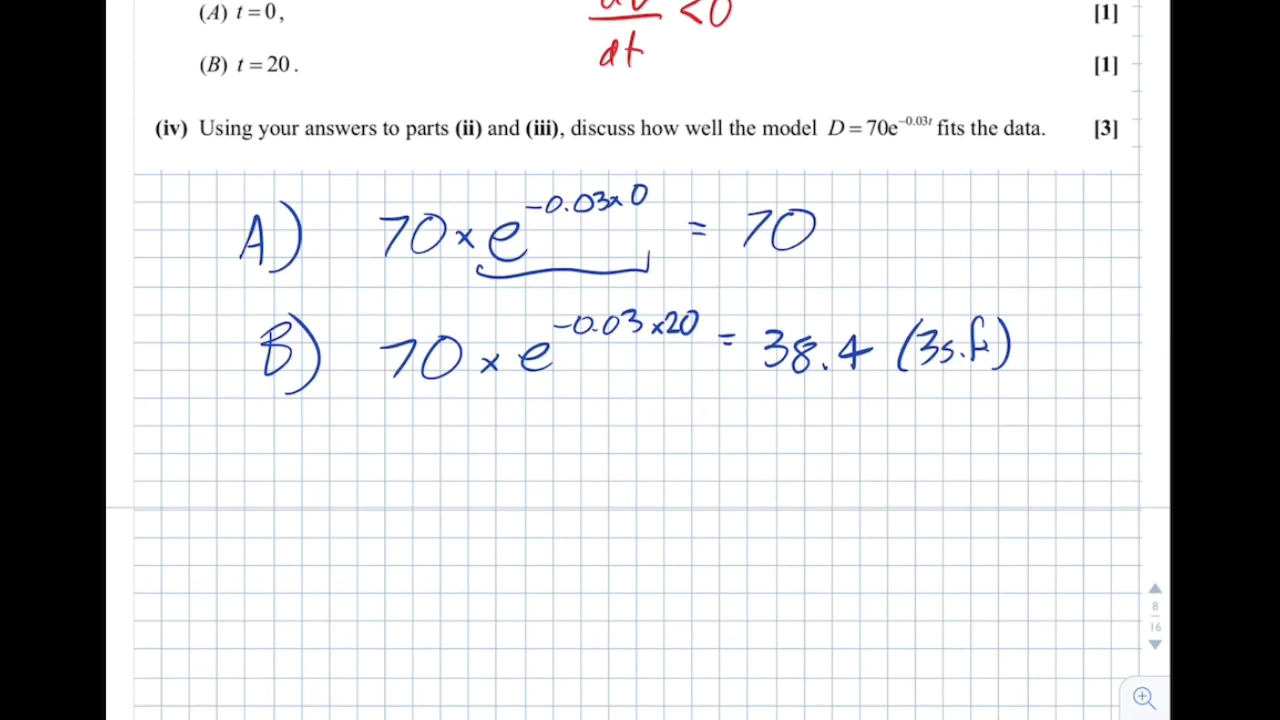 (A) t = 0, <0 [1]
dt
(B) t = 20. [1]
(iv) Using your answers to parts (ii) and (iii), discuss how well the model D = 70e^−0.03t fits the data. [3]
A) 70 × e^−0.03×0 = 70
B) 70 × e^−0.03×20 = 38.4 (3s.f.)
8
16